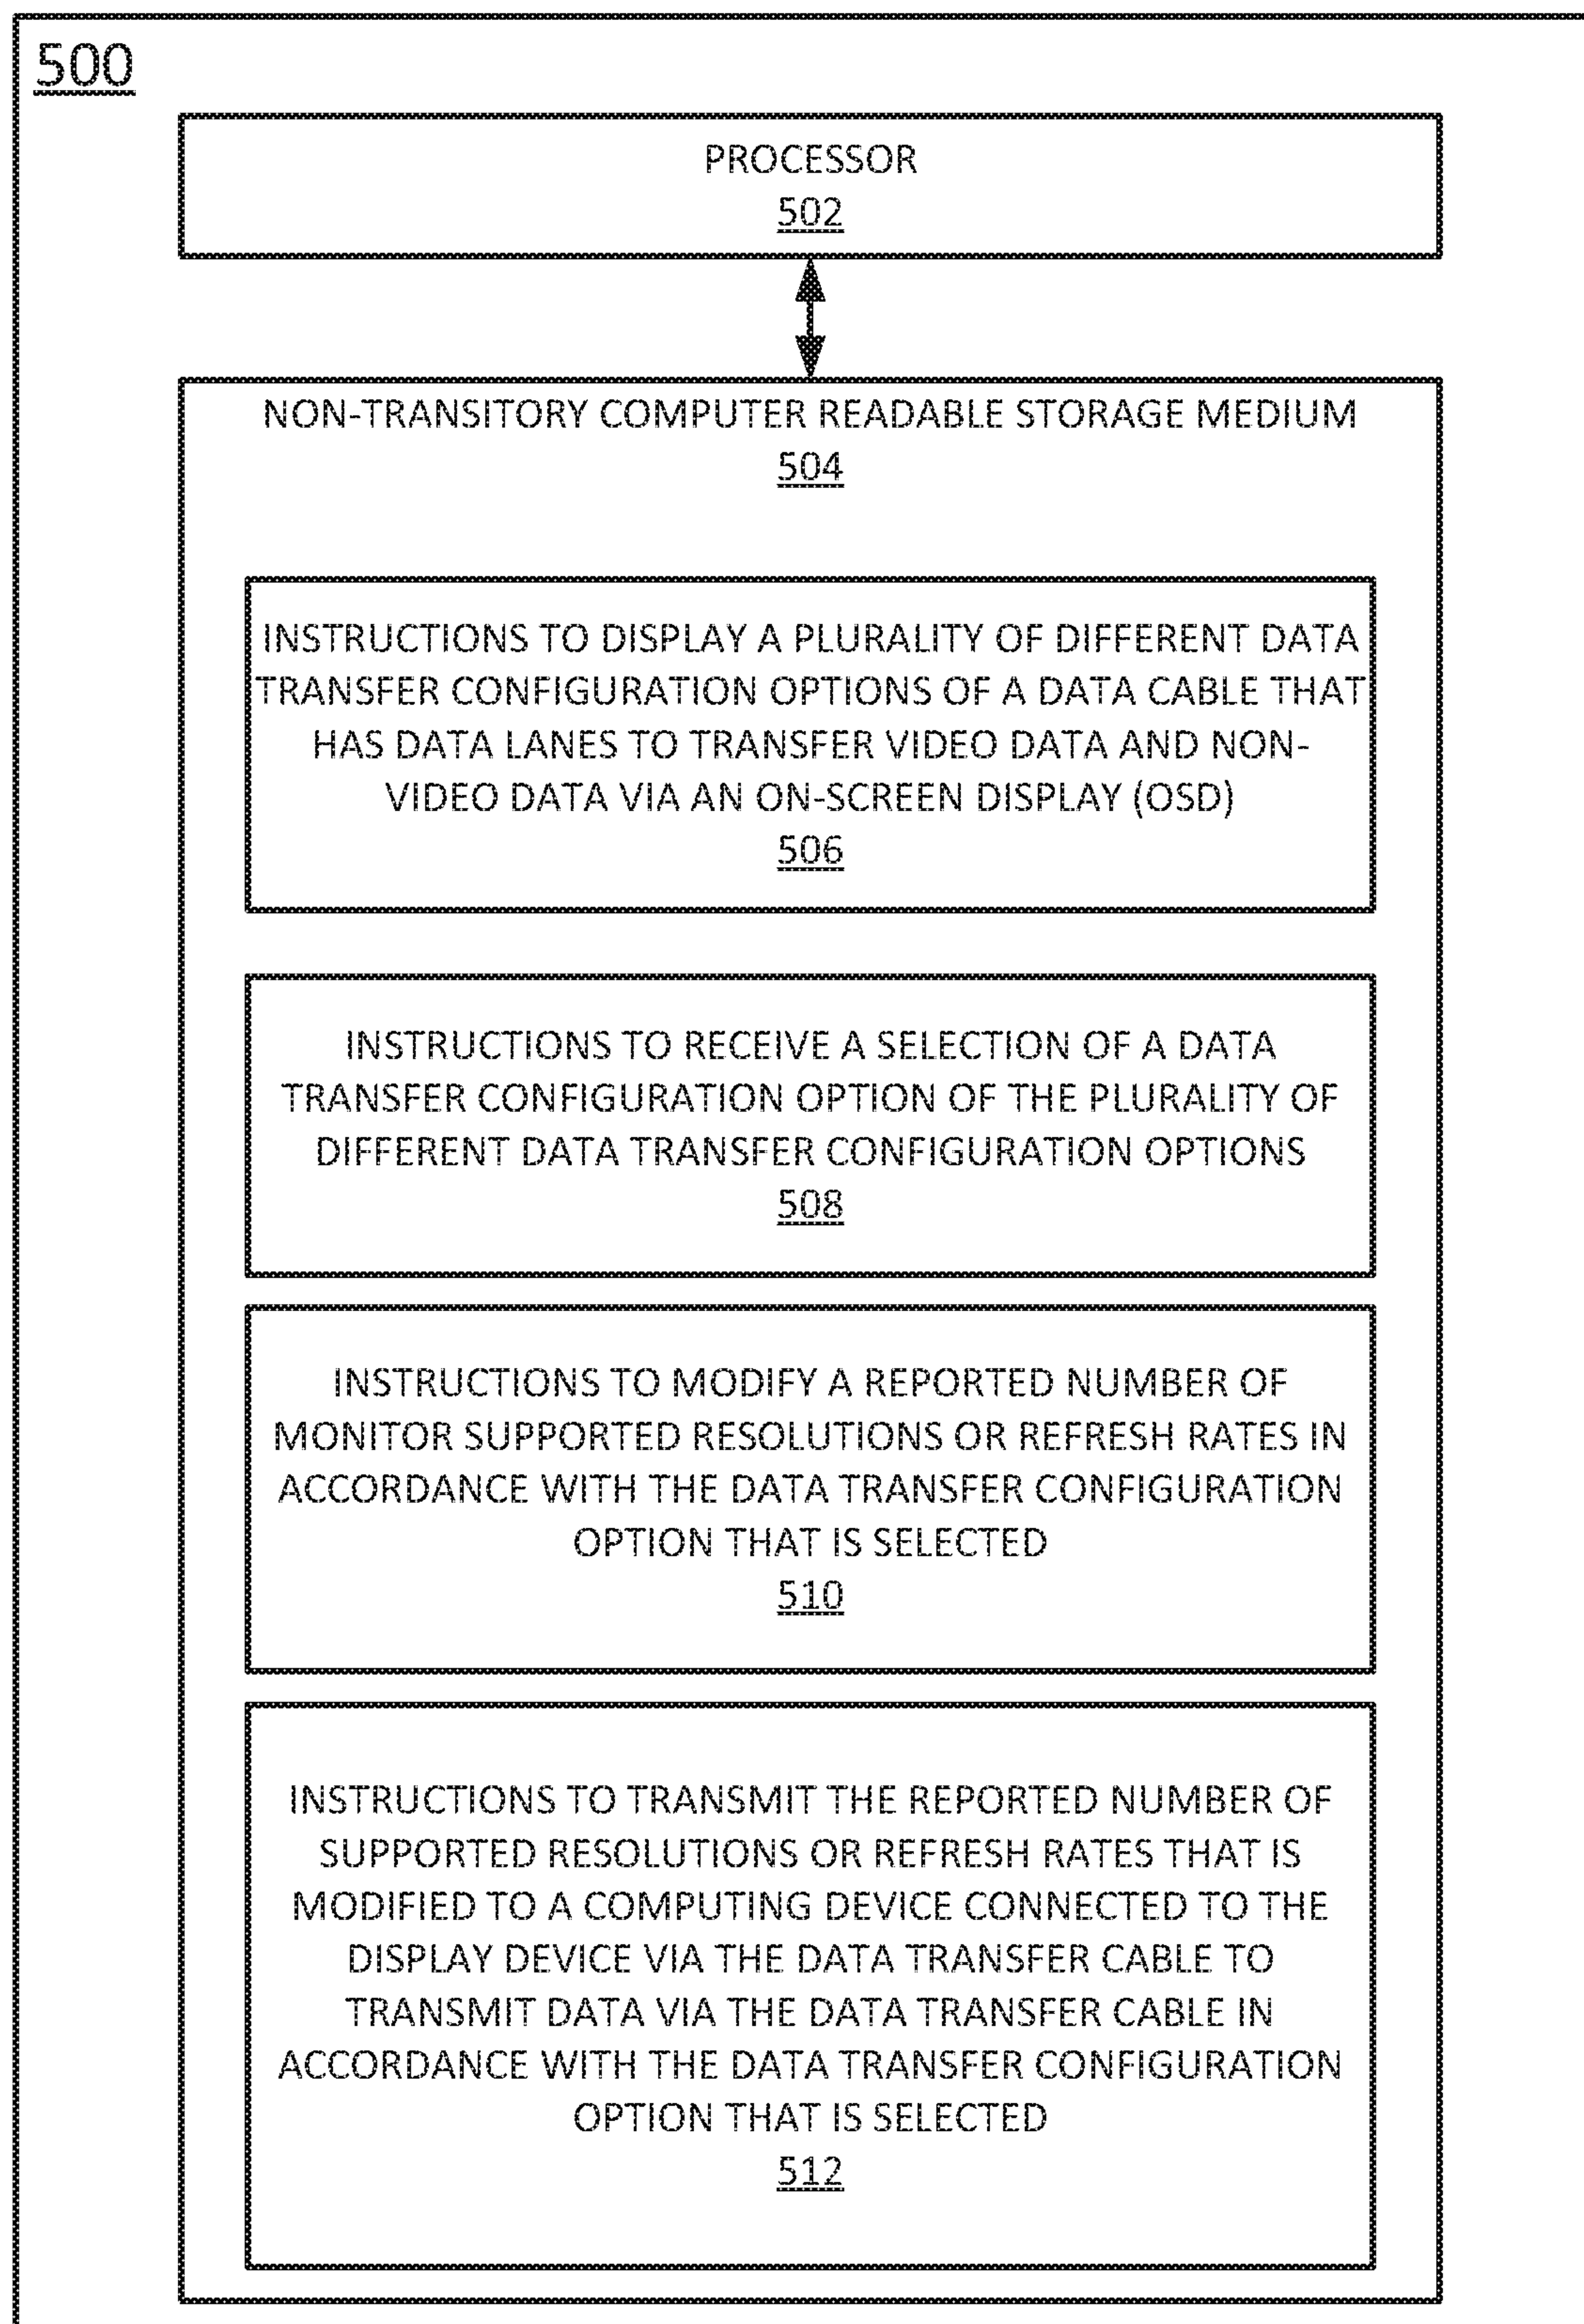 500
PROCESSOR
502
NON-TRANSITORY COMPUTER READABLE STORAGE MEDIUM
504
INSTRUCTIONS TO DISPLAY A PLURALITY OF DIFFERENT DATA
TRANSFER CONFIGURATION OPTIONS OF A DATA CABLE THAT
HAS DATA LANES TO TRANSFER VIDEO DATA AND NON-
VIDEO DATA VIA AN ON-SCREEN DISPLAY (OSD)
506
INSTRUCTIONS TO RECEIVE A SELECTION OF A DATA
TRANSFER CONFIGURATION OPTION OF THE PLURALITY OF
DIFFERENT DATA TRANSFER CONFIGURATION OPTIONS
508
INSTRUCTIONS TO MODIFY A REPORTED NUMBER OF
MONITOR SUPPORTED RESOLUTIONS OR REFRESH RATES IN
ACCORDANCE WITH THE DATA TRANSFER CONFIGURATION
OPTION THAT IS SELECTED
510
INSTRUCTIONS TO TRANSMIT THE REPORTED NUMBER OF
SUPPORTED RESOLUTIONS OR REFRESH RATES THAT IS
MODIFIED TO A COMPUTING DEVICE CONNECTED TO THE
DISPLAY DEVICE VIA THE DATA TRANSFER CABLE TO
TRANSMIT DATA VIA THE DATA TRANSFER CABLE IN
ACCORDANCE WITH THE DATA TRANSFER CONFIGURATION
OPTION THAT IS SELECTED
512